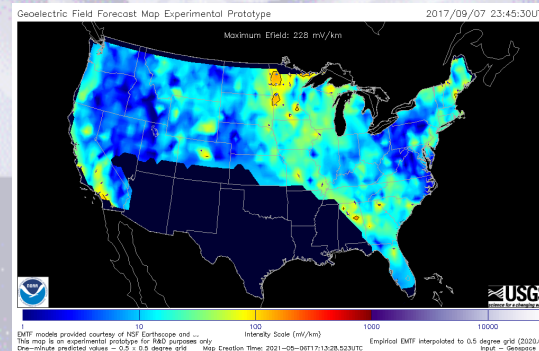 Geoelectric Field Forecast Map Experimental Prototype
2017/09/07 23:45:30UT
Maximum Efield: 228 mV/km
NOAA
USG
science for a changing w
1 10 100 1000 10000
Intensity Scale (mV/km)
EMTF models provided courtesy of NSF Earthscope and
This map is an experimental prototype for R&D purposes only
Empirical EMTF interpolated to 0.5 degree grid (2020/
One-minute predicted values - 0.5 x 0.5 degree grid Map Creation Time: 2021-05-06T17:13:28.523UTC
Input - Geospace